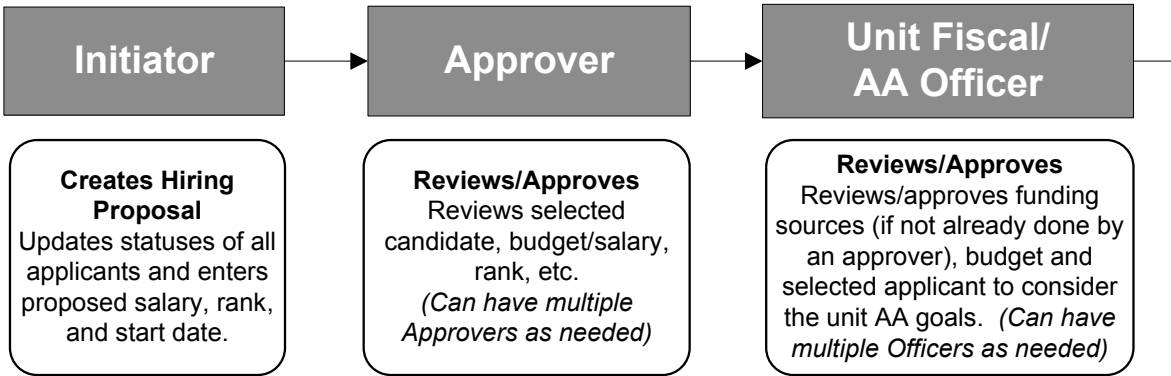 Initiator
Approver
Unit Fiscal/
AA Officer
Creates Hiring
Proposal
Updates statuses of all
applicants and enters
proposed salary, rank,
and start date.
Reviews/Approves
Reviews selected
candidate, budget/salary,
rank, etc.
(Can have multiple
Approvers as needed)
Reviews/Approves
Reviews/approves funding
sources (if not already done by
an approver), budget and
selected applicant to consider
the unit AA goals.  (Can have
multiple Officers as needed)